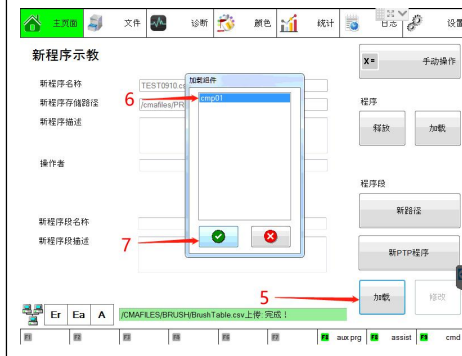 主页面 文件 诊断 颜色 统计 日志 设置
新程序示教
X= 手动操作
加载组件
新程序名称 TEST0910.cs
cmp01
6
新程序存储路径 /cmafiles/PR
程序
新程序描述
释放 加载
操作者
程序段
新路径
新程序段名称
新程序段描述
7
新PTP程序
5
加载 修改
Er Ea A /CMAFILES/BRUSH/BrushTable.csv上传: 完成！
aux.prg assist cmd